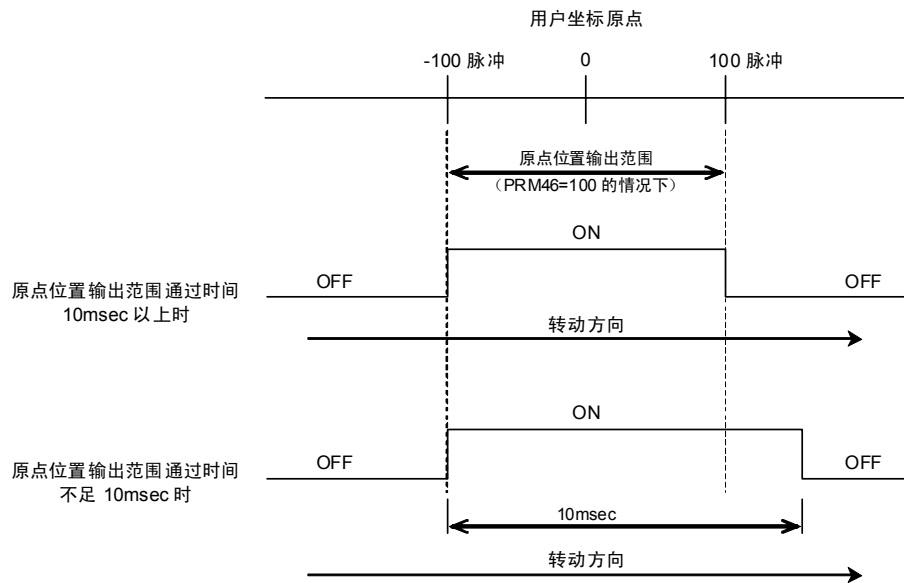 用户坐标原点
-100 脉冲 0 100 脉冲
原点位置输出范围
（PRM46=100 的情况下）
ON
OFF OFF
原点位置输出范围通过时间
10msec 以上时
转动方向
ON
OFF OFF
原点位置输出范围通过时间
不足 10msec 时
10msec
转动方向